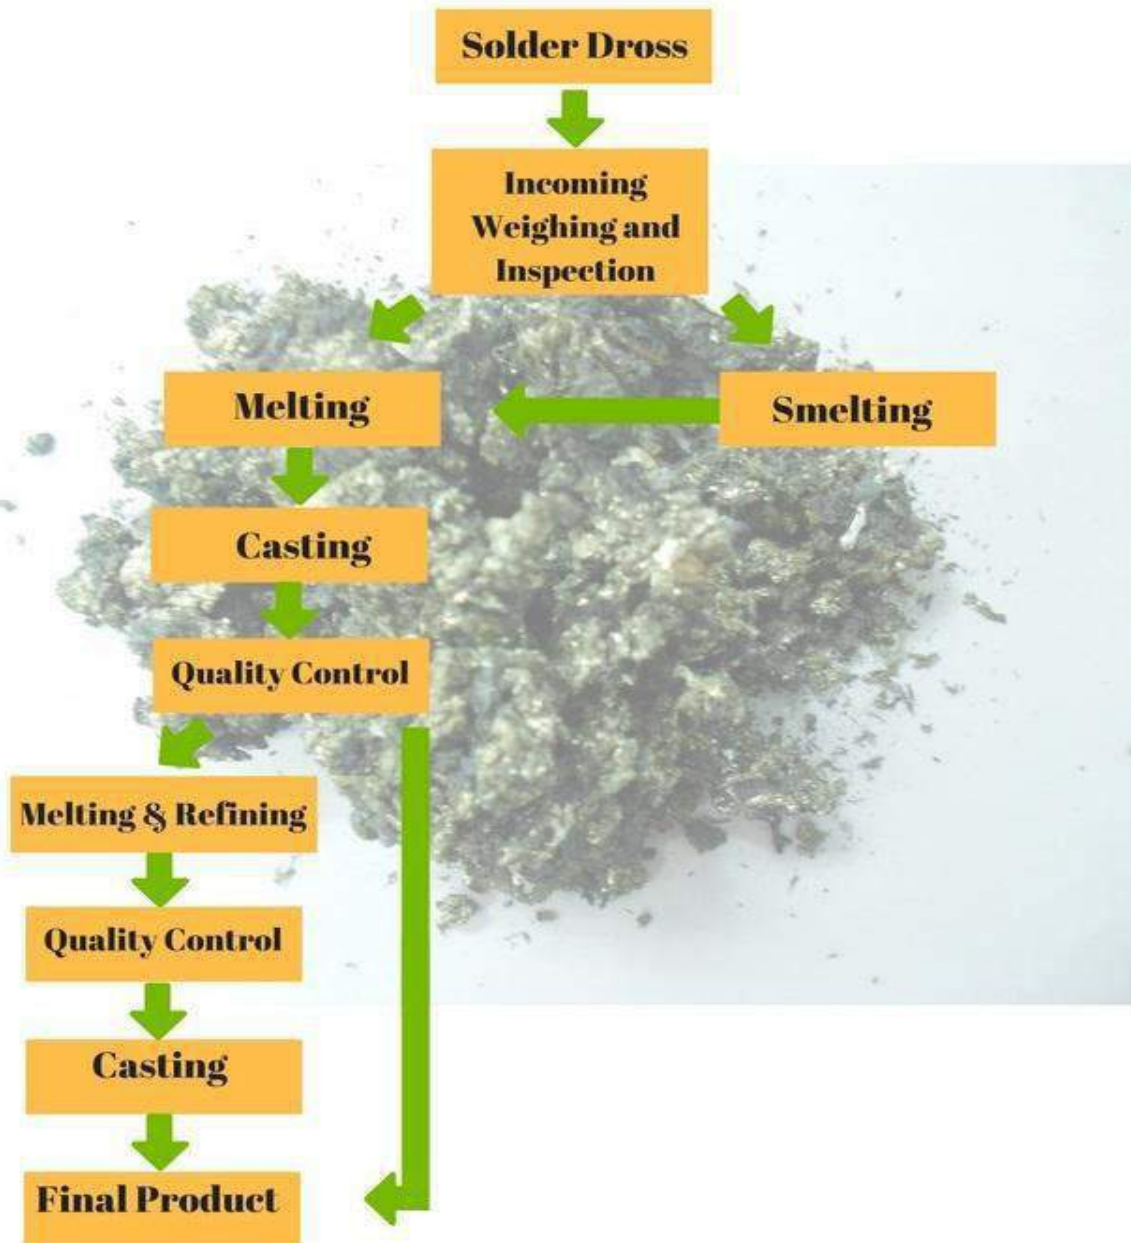 Solder Dross
Incoming
Weighing and
Inspection
Melting
Smelting
Casting
Quality Control
Melting & Refining
Quality Control
Casting
Final Product